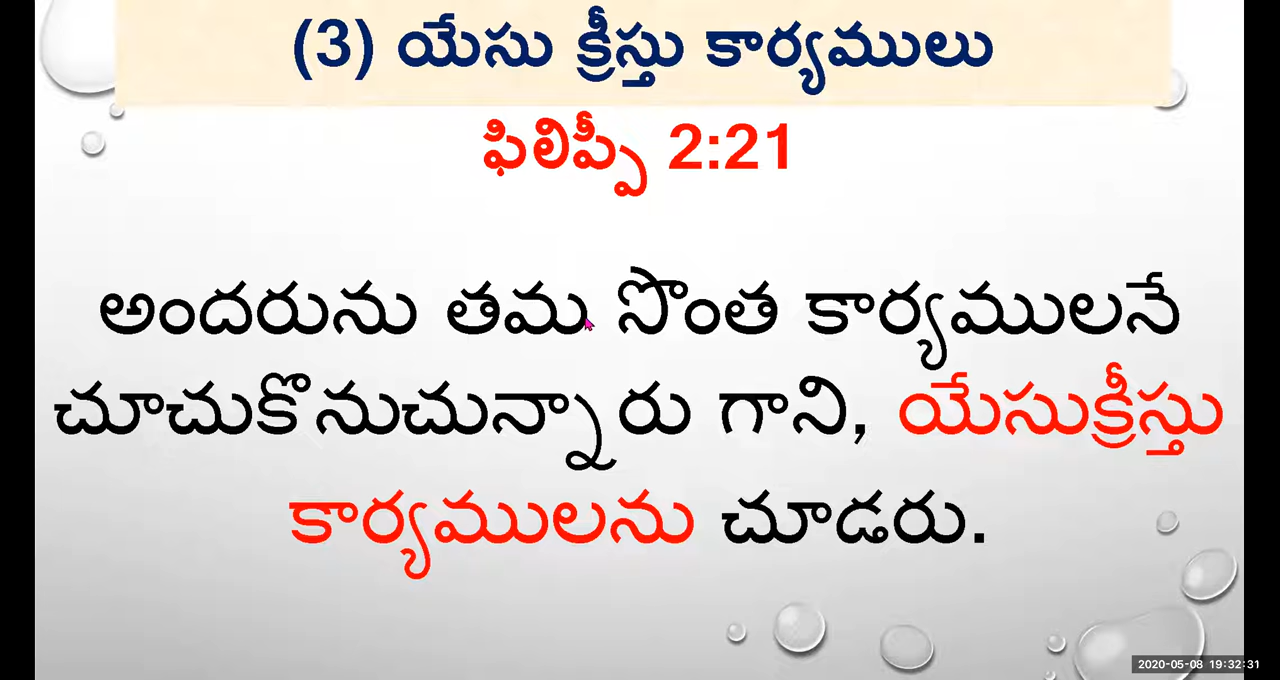 (3) యేసు క్రీస్తు కార్యములు
ఫిలిప్పీ 2:21
అందరును తమ సొంత కార్యములనే
చూచుకొనుచున్నారు గాని, యేసుక్రీస్తు
కార్యములను చూడరు.
2020-05-08 19:32:31